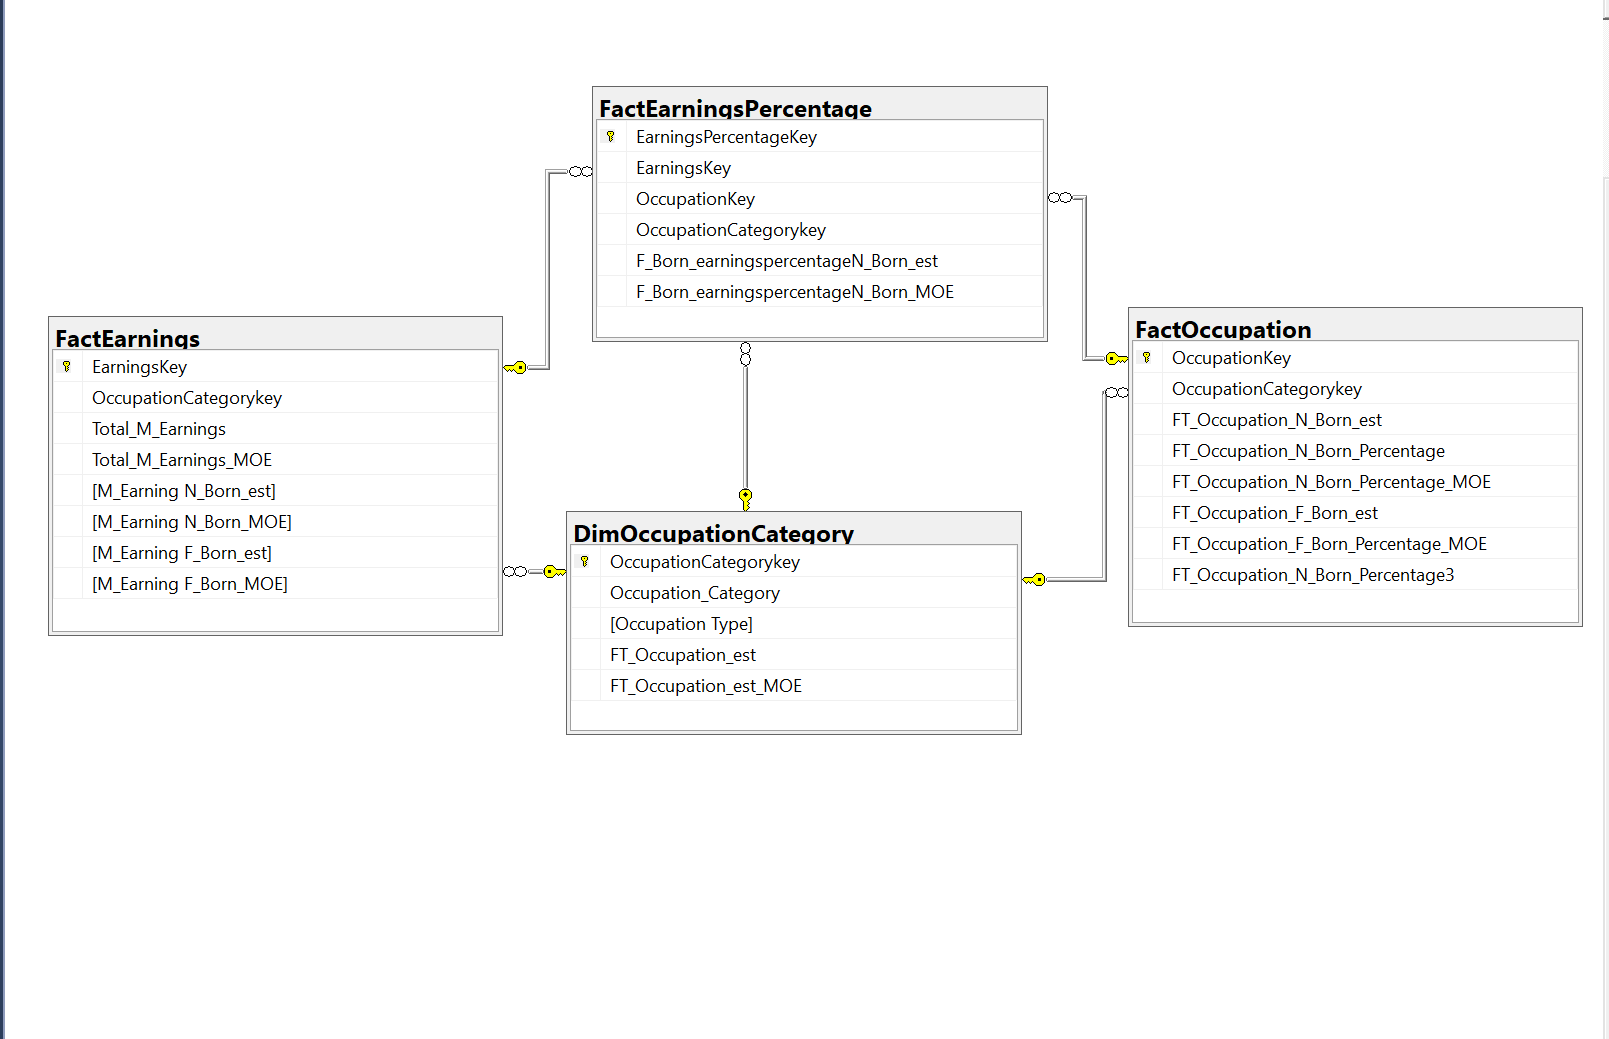 FactEarningsPercentage
EarningsPercentageKey
EarningsKey
OccupationKey
OccupationCategorykey
F_Born_earningspercentageN_Born_est
F_Born_earningspercentageN_Born_MOE
FactEarnings
EarningsKey
OccupationCategorykey
Total_M_Earnings
Total_M_Earnings_MOE
[M_Earning N_Born_est]
[M_Earning N_Born_MOE]
[M_Earning F_Born_est]
[M_Earning F_Born_MOE]
FactOccupation
OccupationKey
OccupationCategorykey
FT_Occupation_N_Born_est
FT_Occupation_N_Born_Percentage
FT_Occupation_N_Born_Percentage_MOE
FT_Occupation_F_Born_est
FT_Occupation_F_Born_Percentage_MOE
FT_Occupation_N_Born_Percentage3
DimOccupationCategory
OccupationCategorykey
Occupation_Category
[Occupation Type]
FT_Occupation_est
FT_Occupation_est_MOE